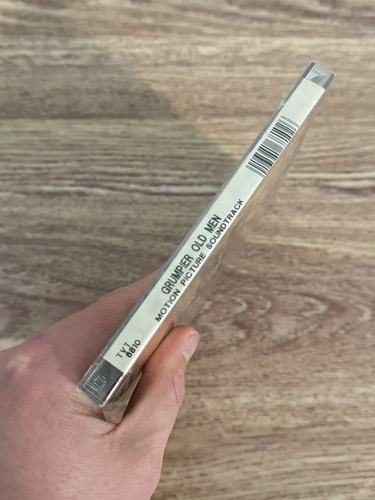 TVT
8810
GRUMPIER OLD MEN
MOTION PICTURE SOUNDTRACK